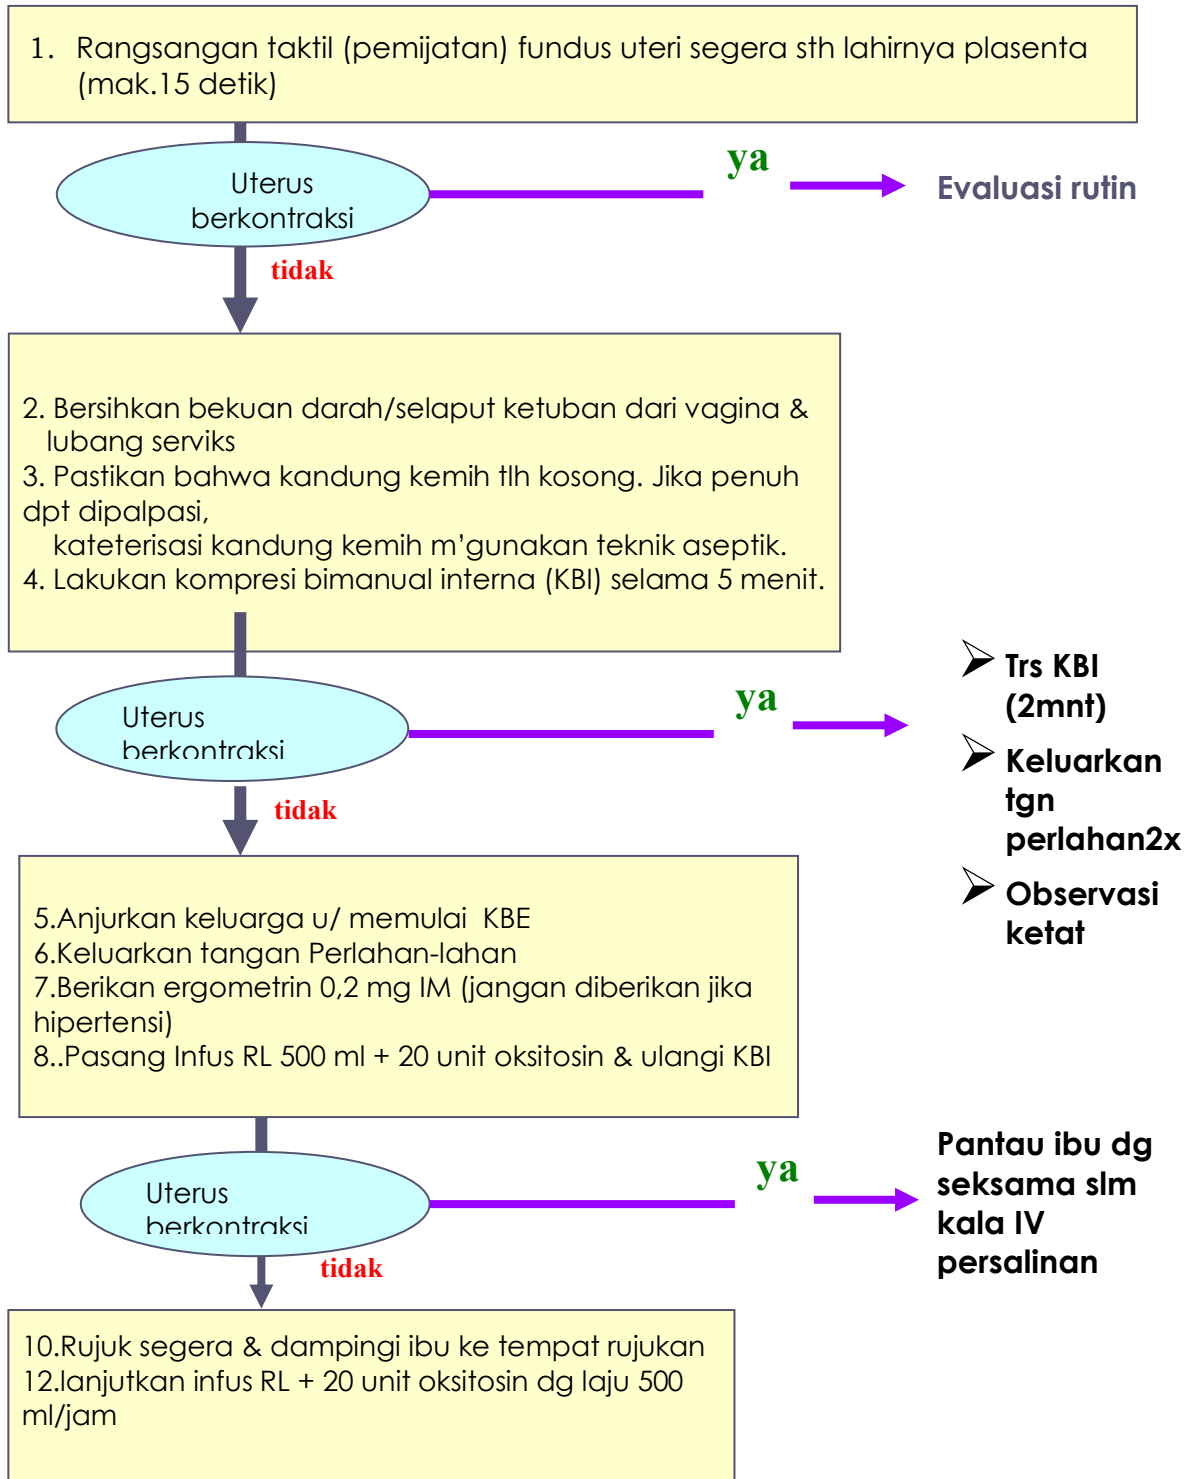 1. Rangsangan taktil (pemijatan) fundus uteri segera sth lahirnya plasenta
(mak.15 detik)
Uterus
berkontraksi
ya
Evaluasi rutin
tidak
2. Bersihkan bekuan darah/selaput ketuban dari vagina &
lubang serviks
3. Pastikan bahwa kandung kemih tlh kosong. Jika penuh
dpt dipalpasi,
kateterisasi kandung kemih m'gunakan teknik aseptik.
4. Lakukan kompresi bimanual interna (KBI) selama 5 menit.
Uterus
berkontraksi
ya
➢ Trs KBI
(2mnt)
➢ Keluarkan
tgn
perlahan2x
➢ Observasi
ketat
tidak
5.Anjurkan keluarga u/ memulai KBE
6.Keluarkan tangan Perlahan-lahan
7.Berikan ergometrin 0,2 mg IM (jangan diberikan jika
hipertensi)
8..Pasang Infus RL 500 ml + 20 unit oksitosin & ulangi KBI
Uterus
berkontraksi
ya
Pantau ibu dg
seksama slm
kala IV
persalinan
tidak
10.Rujuk segera & dampingi ibu ke tempat rujukan
12.lanjutkan infus RL + 20 unit oksitosin dg laju 500
ml/jam